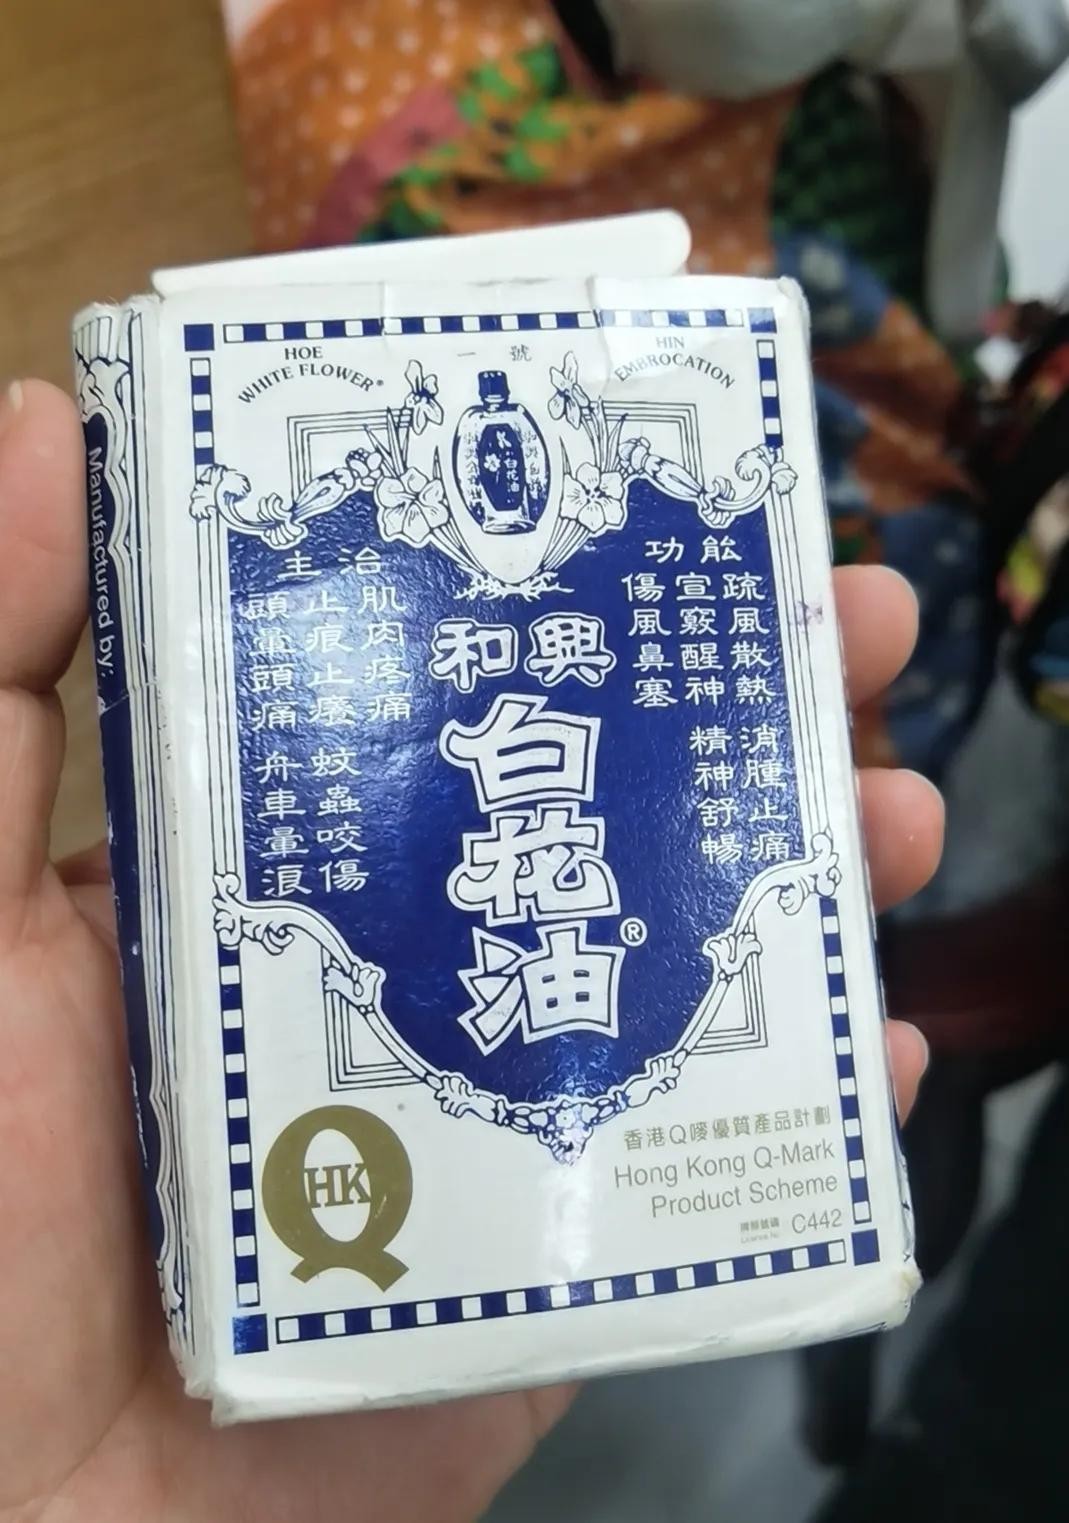 HOE
WHITE FLOWER®
一號
HIN
EMBROCATION
功能
疏風散熱 消腫止痛
宣竅醒神 精神舒暢
傷風鼻塞
和興
白花油®
主治
肌肉疼痛
止痕止癢 蚊蟲咬傷
頭暈頭痛 舟車暈浪
Manufactured by:
HK
香港Q嘜優質產品計劃
Hong Kong Q-Mark
Product Scheme
C442